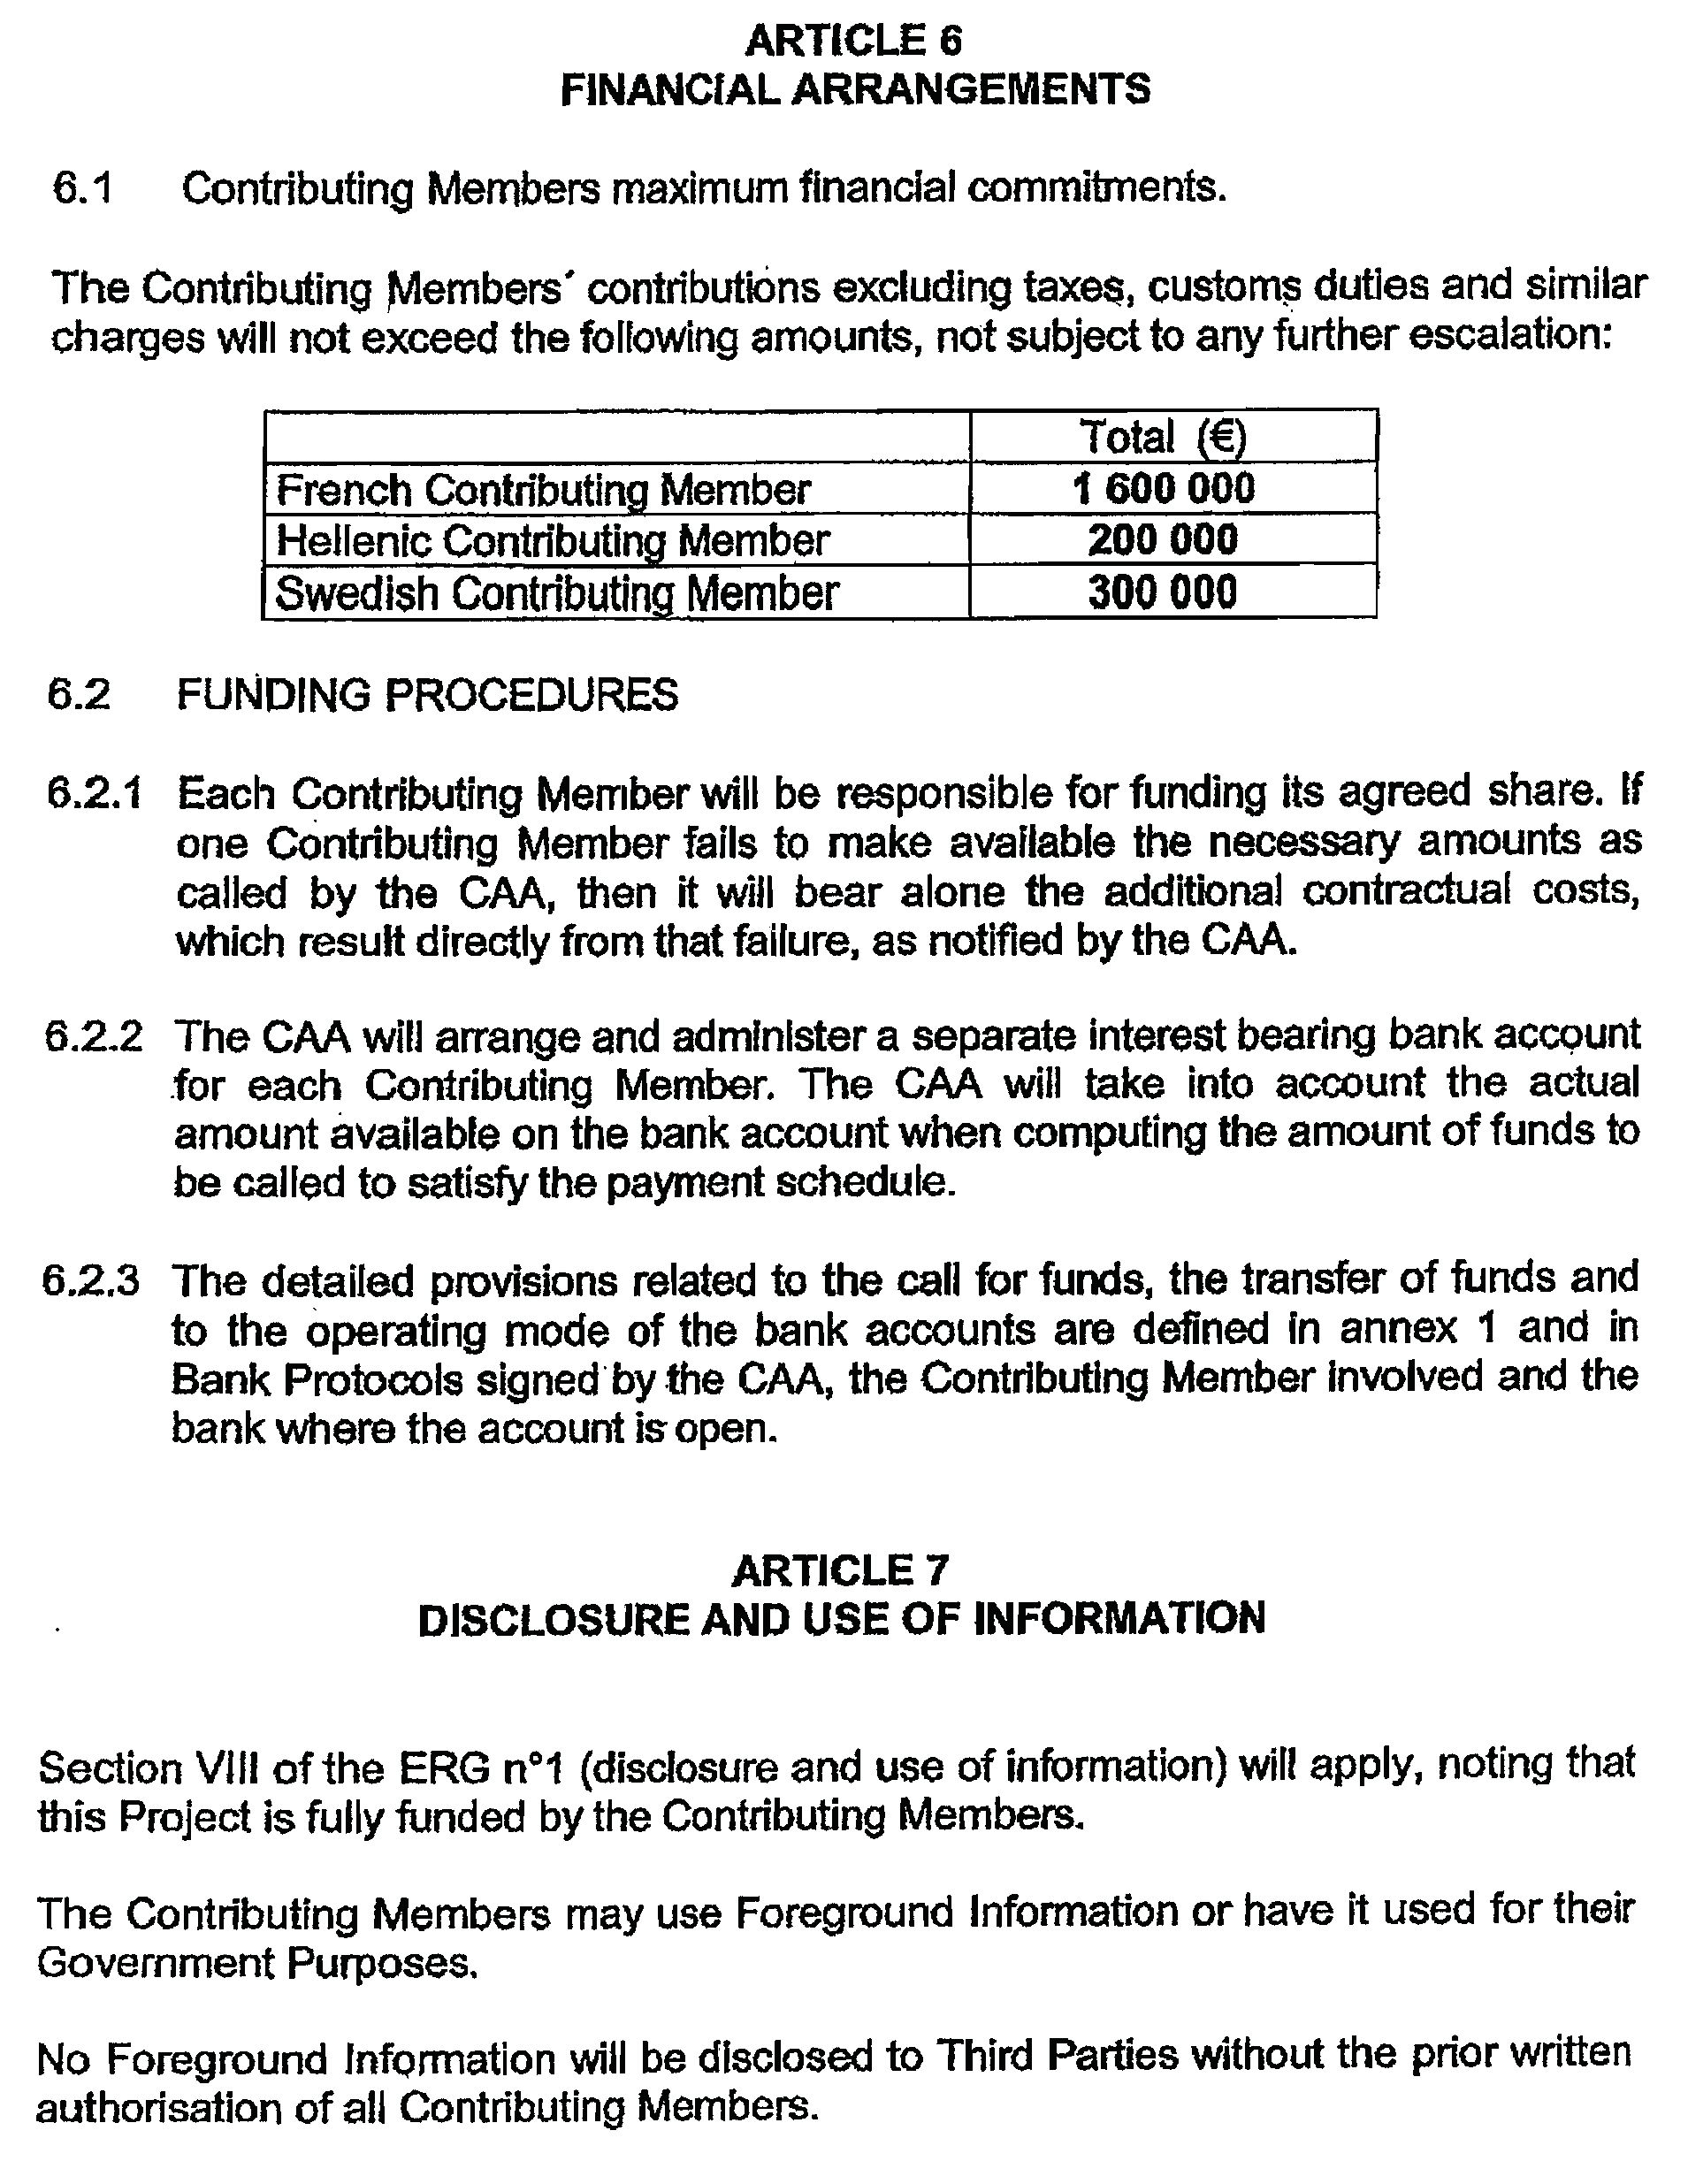 ARTICLE 6
FINANCIAL ARRANGEMENTS
6.1 Contributing Members maximum financial commitments.
The Contributing Members´ contributions excluding taxes, customs duties and similar
charges will not exceed the following amounts, not subject to any further escalation:
Total (€)
French Contributing Member 1 600 000
Hellenic Contributing Member 200 000
Swedish Contributing Member 300 000
6.2 FUNDING PROCEDURES
6.2.1 Each Contributing Member will be responsible for funding its agreed share. If
one Contributing Member fails to make available the necessary amounts as
called by the CAA, then it will bear alone the additional contractual costs,
which result directly from that failure, as notified by the CAA.
6.2.2 The CAA will arrange and administer a separate interest bearing bank account
for each Contributing Member. The CAA will take into account the actual
amount available on the bank account when computing the amount of funds to
be called to satisfy the payment schedule.
6.2.3 The detailed provisions related to the call for funds, the transfer of funds and
to the operating mode of the bank accounts are defined in annex 1 and in
Bank Protocols signed by the CAA, the Contributing Member involved and the
bank where the account is open.
ARTICLE 7
DISCLOSURE AND USE OF INFORMATION
Section VIII of the ERG n°1 (disclosure and use of information) will apply, noting that
this Project is fully funded by the Contributing Members.
The Contributing Members may use Foreground Information or have it used for their
Government Purposes.
No Foreground Information will be disclosed to Third Parties without the prior written
authorisation of all Contributing Members.